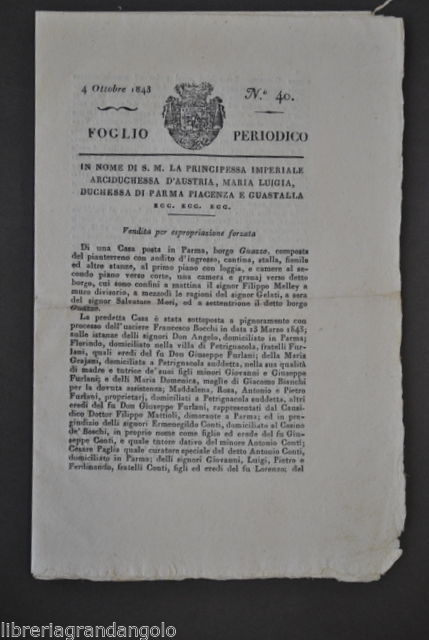 4 Ottobre 1843
N.º 40.
FOGLIO PERIODICO
IN NOME DI S. M. LA PRINCIPESSA IMPERIALE
ARCIDUCHESSA D'AUSTRIA, MARIA LUIGIA,
DUCHESSA DI PARMA PIACENZA E GUASTALLA
ECC. ECC. ECC.
Vendita per espropriazione forzata
Di una Casa posta in Parma, borgo Guazzo, composta
del pianterreno con andito d'ingresso, cantina, stalla, fienile
ed altre stanze, al primo piano con loggia, e camere al se-
condo piano verso corte, una camera e granaj verso detto
borgo, cui sono confini a mattina il signor Filippo Melley a
muro divisorio, a mezzodì le ragioni del signor Gelati, a sera
del signor Salvatore Mori, ed a settentrione il detto borgo
Guazzo.
La predetta Casa è stata sottoposta a pignoramento con
processo dell'usciere Francesco Bocchi in data 13 Marzo 1843;
sulle istanze delli signori Don Angelo, domiciliato in Parma;
Florindo, domiciliato nella villa di Petrignacola, fratelli Fur-
lani, quali eredi del fu Don Giuseppe Furlani; della Maria
Grajani, domiciliata a Petrignacola suddetta, nella sua qualità
di madre e tutrice de' suoi figli minori Giovanni e Giuseppe
Furlani; e delli Maria Domenica, moglie di Giacomo Bianchi
per la dovuta assistenza; Maddalena, Rosa, Antonio e Pietro
Furlani, proprietarj, domiciliati a Petrignacola suddetta, altri
eredi del fu Don Giuseppe Furlani, rappresentati dal Causi-
dico Dottor Filippo Mattioli, dimorante a Parma; ed in pre-
giudizio delli signori Ermenegildo Conti, domiciliato al Casino
de' Boschi, in proprio nome come figlio ed erede del fu Giu-
seppe Conti, e quale tutore dativo del minore Antonio Conti;
Cesare Paglia quale curatore speciale del detto Antonio Conti,
domiciliato in Parma; delli signori Giovanni, Luigi, Pietro e
Ferdinando, fratelli Conti, figli ed eredi del fu Lorenzo; del
libreriagrandangolo